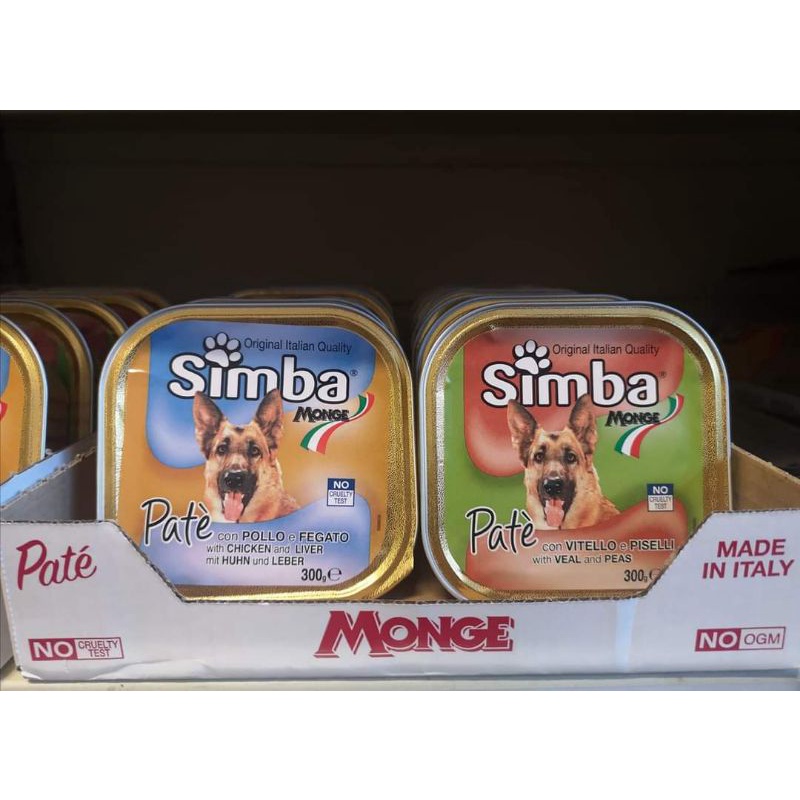 Original Italian Quality
Simba®
MONGE
NO
CRUELTY
TEST
Patè
con POLLO e FEGATO
with CHICKEN and LIVER
mit HUHN und LEBER
300g℮
Original Italian Quality
Simba®
MONGE
NO
CRUELTY
TEST
Patè
con VITELLO e PISELLI
with VEAL and PEAS
300g
Paté
NO CRUELTY
TEST
MONGE
MADE
IN ITALY
NO OGM